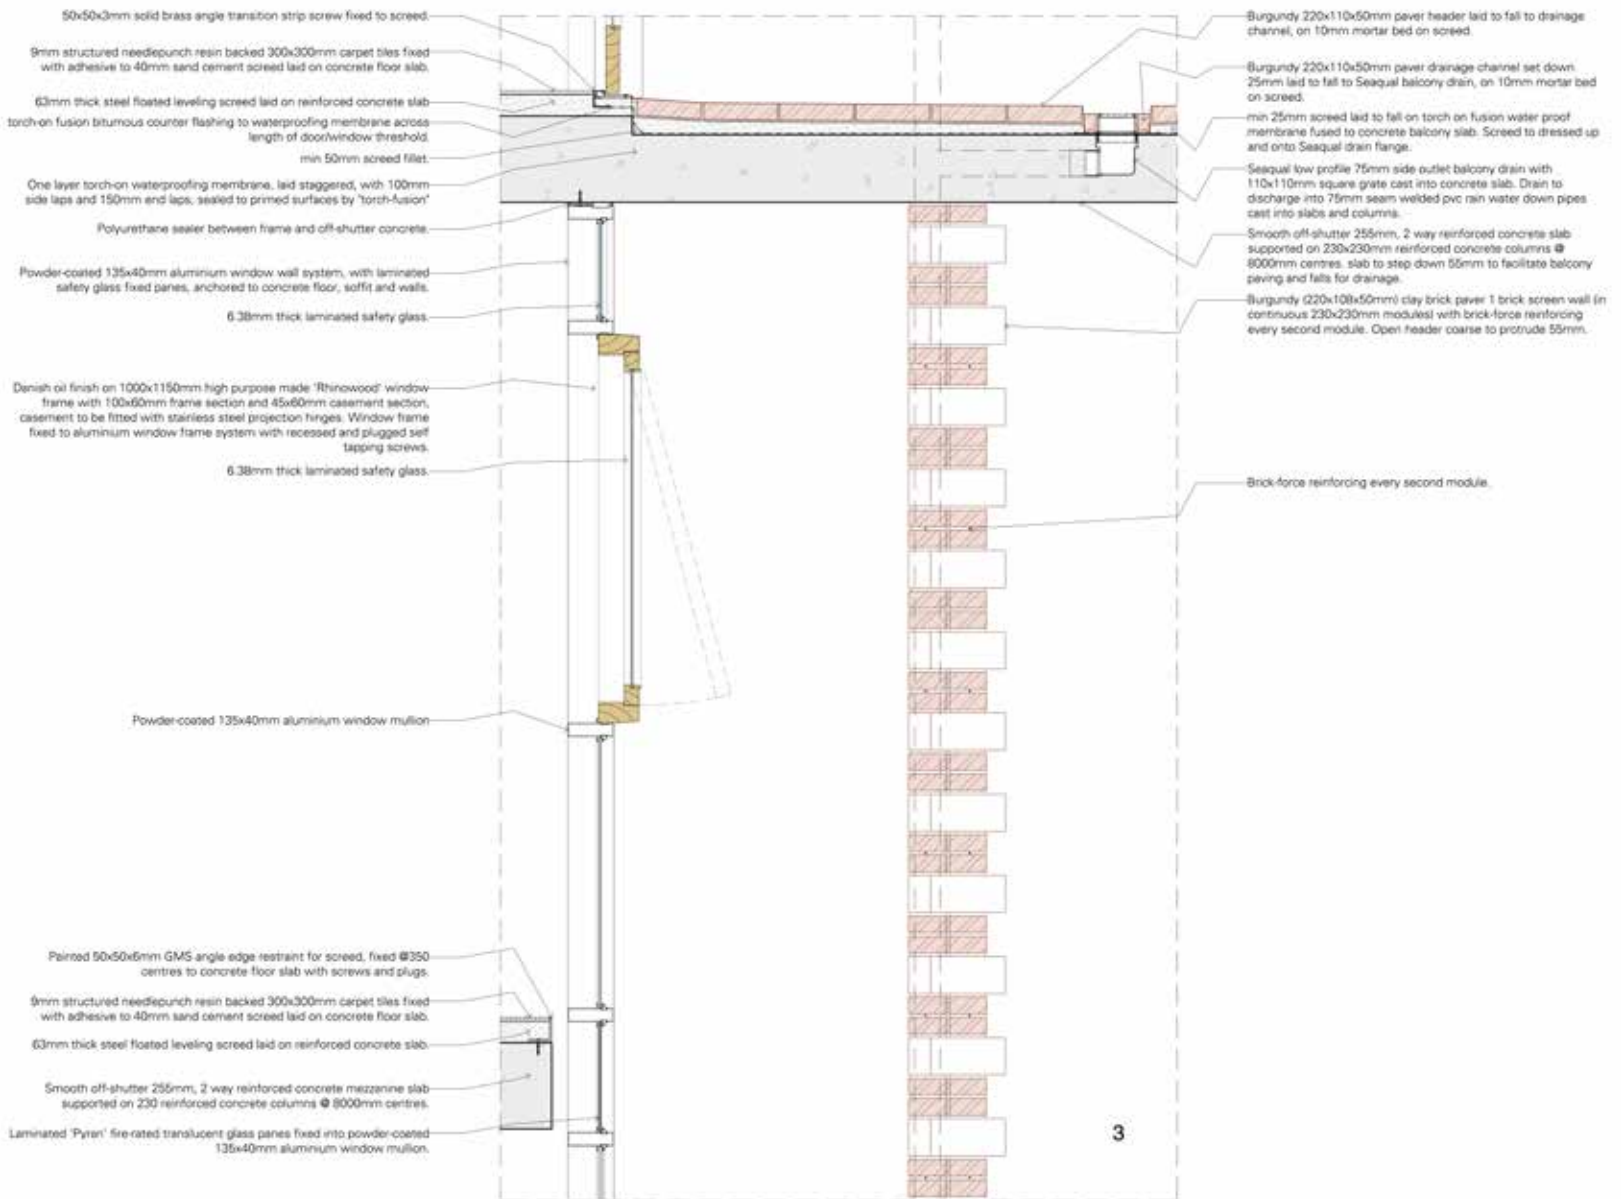 50x50x3mm solid brass angle transition strip screw fixed to screed.
9mm structured needlepunch resin backed 300x300mm carpet tiles fixed
with adhesive to 40mm sand cement screed laid on concrete floor slab.
63mm thick steel floated leveling screed laid on reinforced concrete slab
torch-on fusion bitumous counter flashing to waterproofing membrane across
length of door/window threshold.
min 50mm screed fillet.
One layer torch-on waterproofing membrane, laid staggered, with 100mm
side laps and 150mm end laps, sealed to primed surfaces by "torch-fusion"
Polyurethane sealer between frame and off-shutter concrete.
Powder-coated 135x40mm aluminium window wall system, with laminated
safety glass fixed panes, anchored to concrete floor, soffit and walls.
6.38mm thick laminated safety glass.
Danish oil finish on 1000x1150mm high purpose made 'Rhinowood' window
frame with 100x60mm frame section and 45x60mm casement section,
casement to be fitted with stainless steel projection hinges. Window frame
fixed to aluminium window frame system with recessed and plugged self
tapping screws.
6.38mm thick laminated safety glass.
Powder-coated 135x40mm aluminium window mullion
Painted 50x50x6mm GMS angle edge restraint for screed, fixed @350
centres to concrete floor slab with screws and plugs.
9mm structured needlepunch resin backed 300x300mm carpet tiles fixed
with adhesive to 40mm sand cement screed laid on concrete floor slab.
63mm thick steel floated leveling screed laid on reinforced concrete slab.
Smooth off-shutter 255mm, 2 way reinforced concrete mezzenine slab
supported on 230 reinforced concrete columns @ 8000mm centres.
Laminated 'Pyran' fire-rated translucent glass panes fixed into powder-coated
135x40mm aluminium window mullion.
Burgundy 220x110x50mm paver header laid to fall to drainage
channel, on 10mm mortar bed on screed.
Burgundy 220x110x50mm paver drainage channel set down
25mm laid to fall to Seaqual balcony drain, on 10mm mortar bed
on screed.
min 25mm screed laid to fall on torch on fusion water proof
membrane fused to concrete balcony slab. Screed to dressed up
and onto Seaqual drain flange.
Seaqual low profile 75mm side outlet balcony drain with
110x110mm square grate cast into concrete slab. Drain to
discharge into 75mm seam welded pvc rain water down pipes
cast into slabs and columns.
Smooth off-shutter 255mm, 2 way reinforced concrete slab
supported on 230x230mm reinforced concrete columns @
8000mm centres. slab to step down 55mm to facilitate balcony
paving and falls for drainage.
Burgundy (220x108x50mm) clay brick paver 1 brick screen wall (in
continuous 230x230mm modules) with brick-force reinforcing
every second module. Open header coarse to protrude 55mm.
Brick-force reinforcing every second module.
3